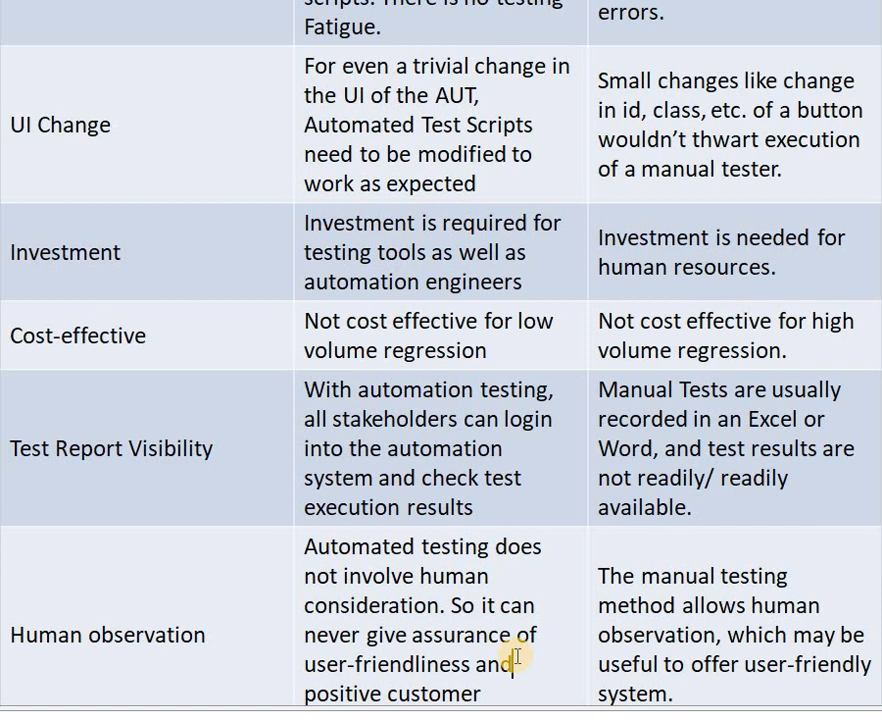 scripts. There is no testing
Fatigue.
errors.
UI Change
For even a trivial change in
the UI of the AUT,
Automated Test Scripts
need to be modified to
work as expected
Small changes like change
in id, class, etc. of a button
wouldn’t thwart execution
of a manual tester.
Investment
Investment is required for
testing tools as well as
automation engineers
Investment is needed for
human resources.
Cost-effective
Not cost effective for low
volume regression
Not cost effective for high
volume regression.
Test Report Visibility
With automation testing,
all stakeholders can login
into the automation
system and check test
execution results
Manual Tests are usually
recorded in an Excel or
Word, and test results are
not readily/ readily
available.
Human observation
Automated testing does
not involve human
consideration. So it can
never give assurance of
user-friendliness and
positive customer
The manual testing
method allows human
observation, which may be
useful to offer user-friendly
system.